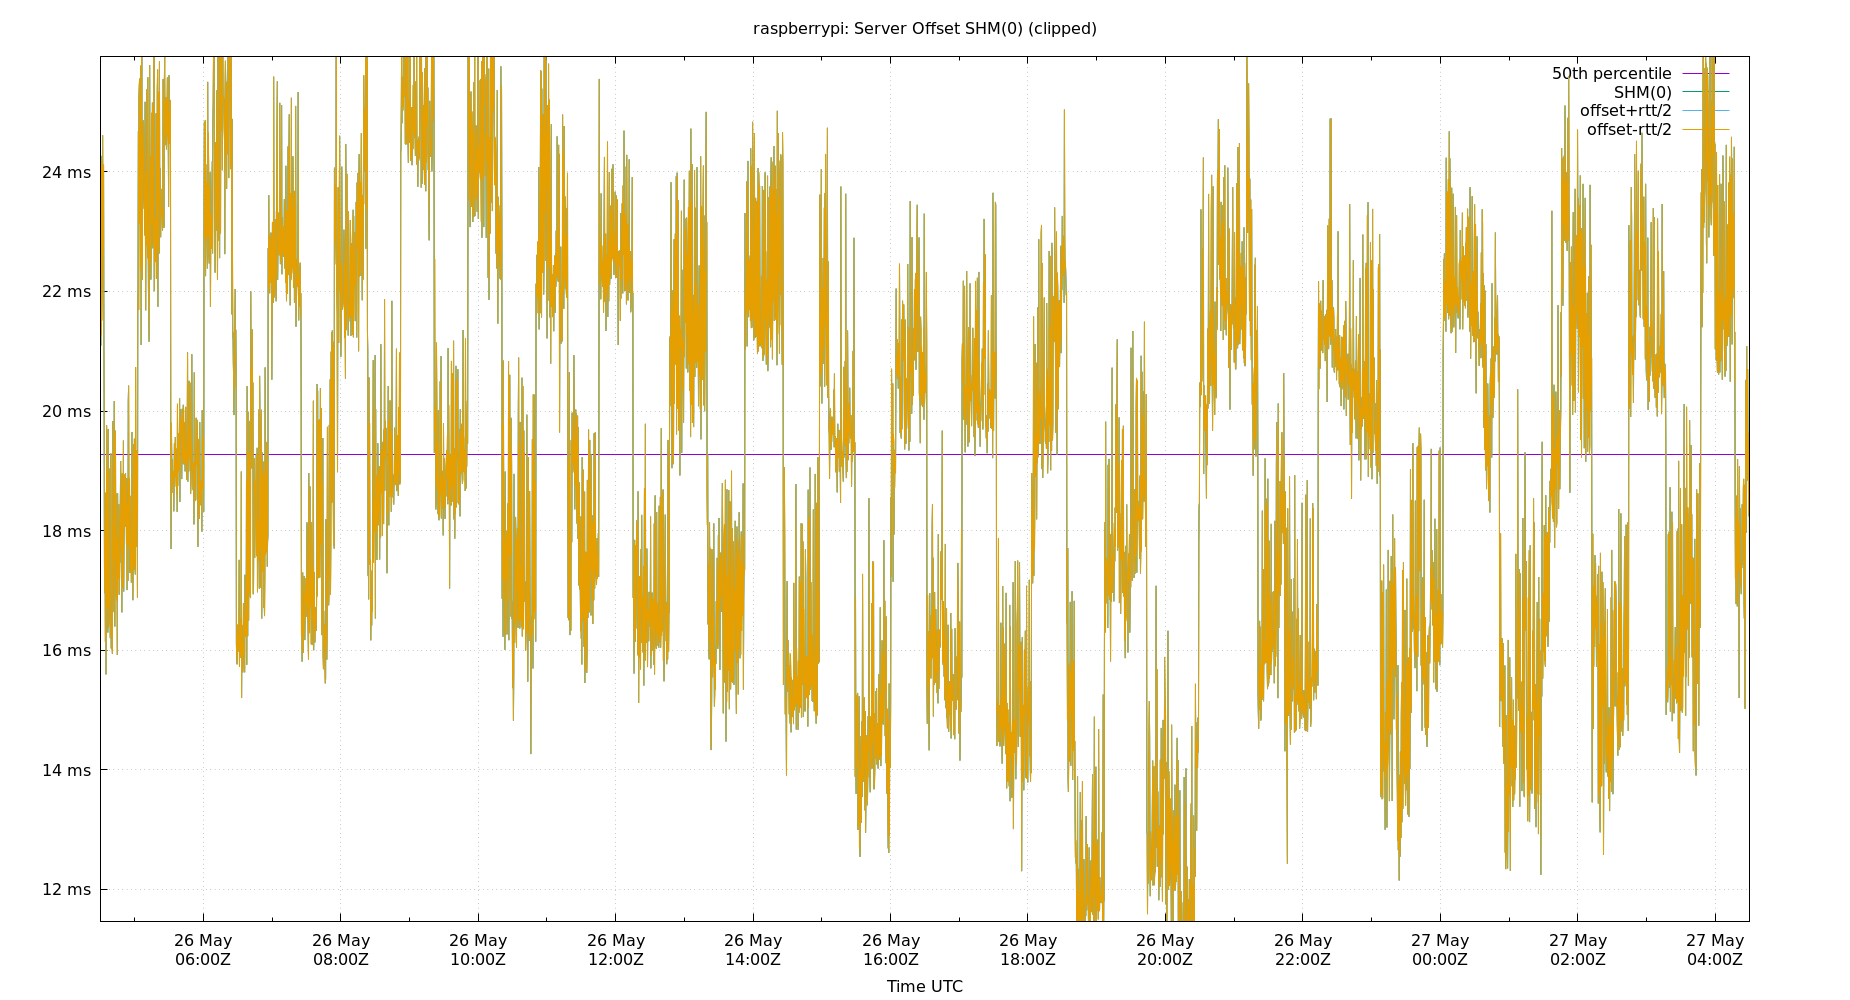 raspberrypi: Server Offset SHM(0) (clipped)
50th percentile
SHM(0)
offset+rtt/2
offset-rtt/2
24 ms
22 ms
20 ms
18 ms
16 ms
14 ms
12 ms
26 May 26 May 26 May 26 May 26 May 26 May 26 May 26 May 26 May 27 May 27 May 27 May
06:00Z 08:00Z 10:00Z 12:00Z 14:00Z 16:00Z 18:00Z 20:00Z 22:00Z 00:00Z 02:00Z 04:00Z
Time UTC